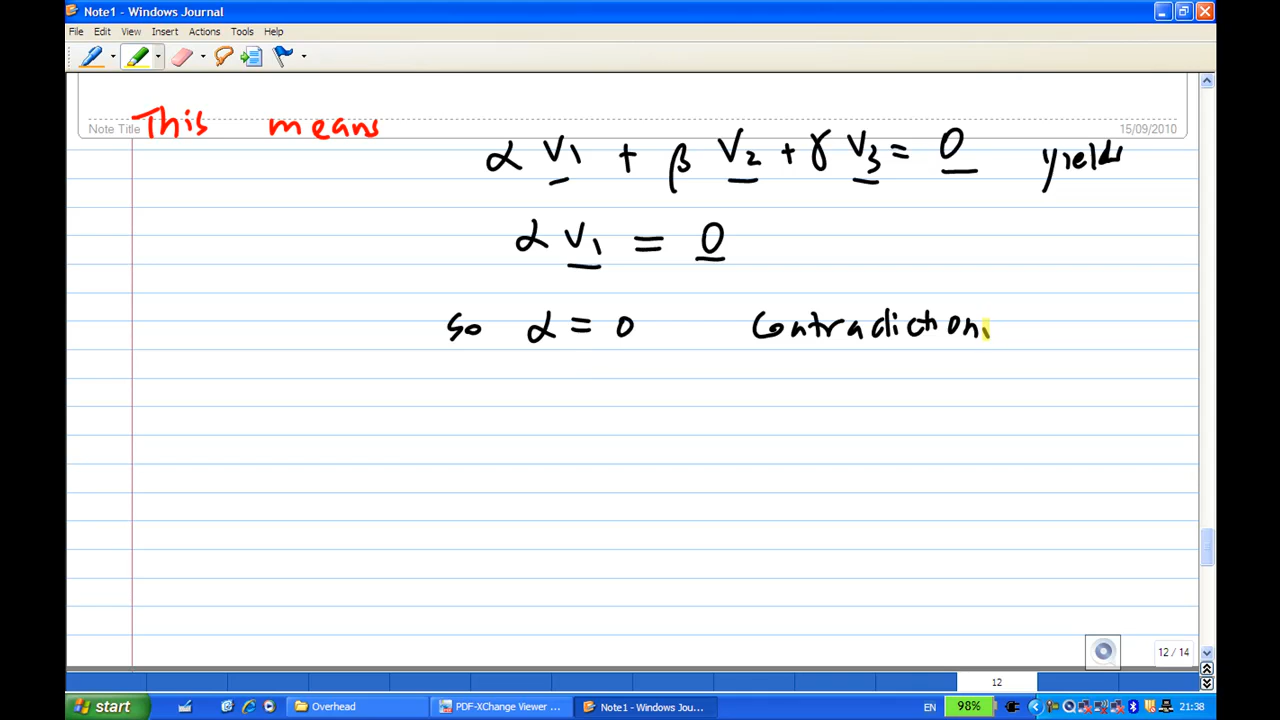 Note1 - Windows Journal
File Edit View Insert Actions Tools Help
Note Title
15/09/2010
This means
α v1 + β v2 + γ v3 = 0 yields
α v1 = 0
so α = 0 contradiction.
12 / 14
12
start
Overhead
PDF-XChange Viewer ...
Note1 - Windows Jou...
EN
98%
21:38